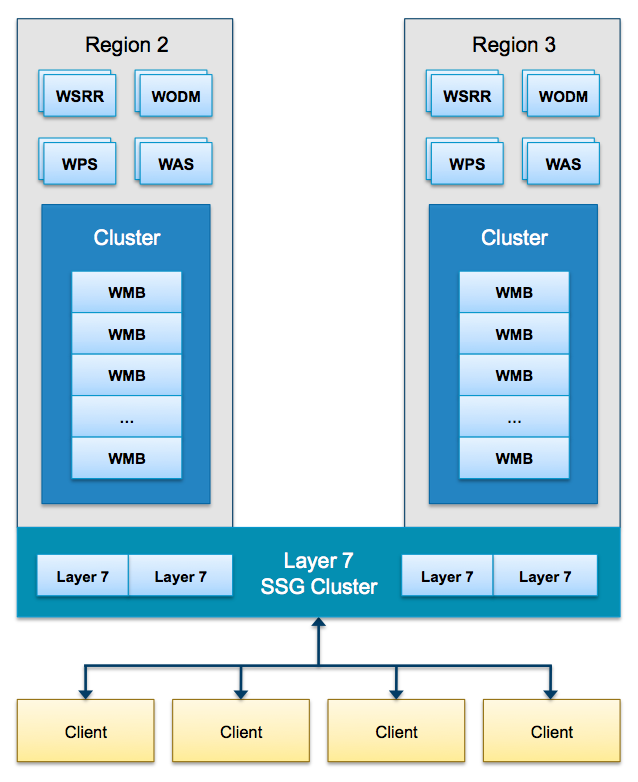 Region 2
WSRR
WODM
WPS
WAS
Cluster
WMB
WMB
WMB
...
WMB
Region 3
WSRR
WODM
WPS
WAS
Cluster
WMB
WMB
WMB
...
WMB
Layer 7
Layer 7
Layer 7
SSG Cluster
Layer 7
Layer 7
Client
Client
Client
Client